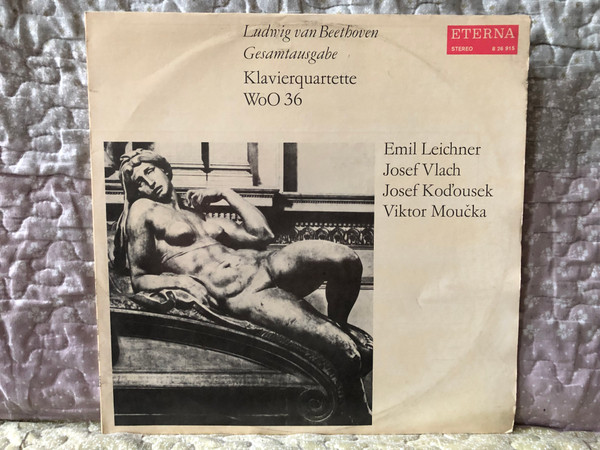 Ludwig van Beethoven
Gesamtausgabe
Klavierquartette
WoO 36
ETERNA
STEREO 8 26 915
Emil Leichner
Josef Vlach
Josef Koďousek
Viktor Moučka